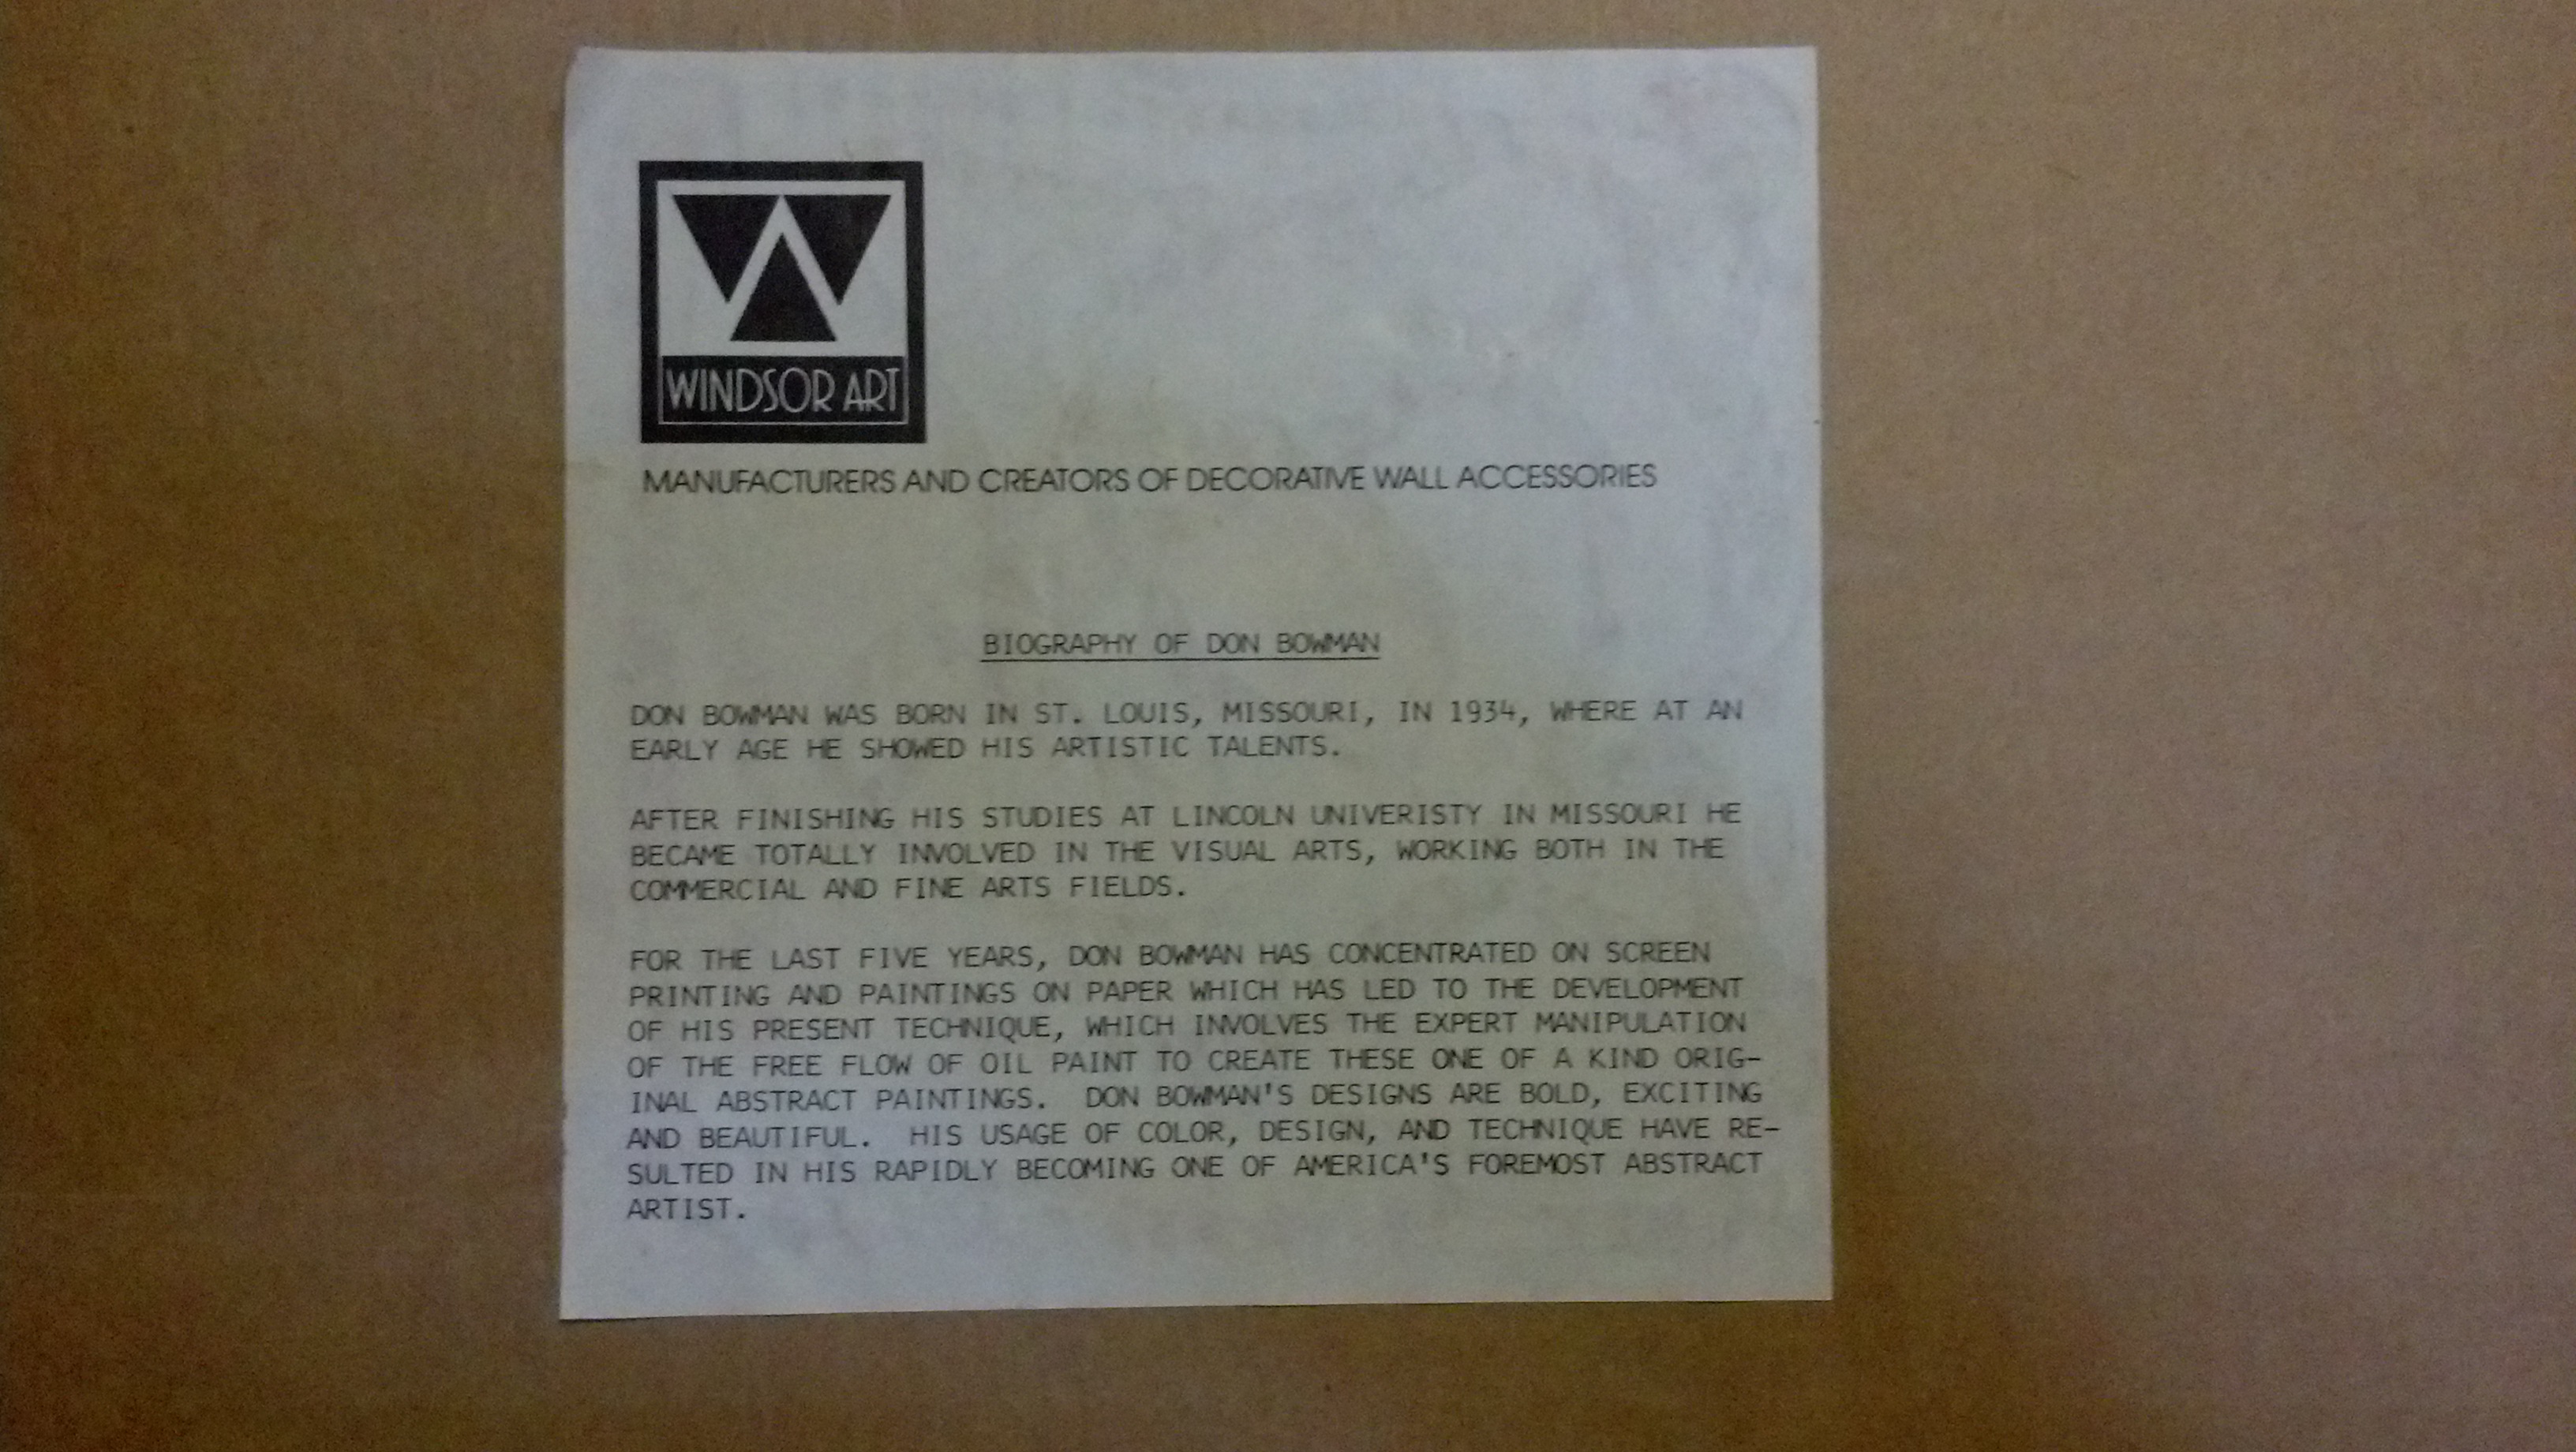 WINDSOR ART
MANUFACTURERS AND CREATORS OF DECORATIVE WALL ACCESSORIES
BIOGRAPHY OF DON BOWMAN
DON BOWMAN WAS BORN IN ST. LOUIS, MISSOURI, IN 1934, WHERE AT AN
EARLY AGE HE SHOWED HIS ARTISTIC TALENTS.
AFTER FINISHING HIS STUDIES AT LINCOLN UNIVERISTY IN MISSOURI HE
BECAME TOTALLY INVOLVED IN THE VISUAL ARTS, WORKING BOTH IN THE
COMMERCIAL AND FINE ARTS FIELDS.
FOR THE LAST FIVE YEARS, DON BOWMAN HAS CONCENTRATED ON SCREEN
PRINTING AND PAINTINGS ON PAPER WHICH HAS LED TO THE DEVELOPMENT
OF HIS PRESENT TECHNIQUE, WHICH INVOLVES THE EXPERT MANIPULATION
OF THE FREE FLOW OF OIL PAINT TO CREATE THESE ONE OF A KIND ORIG-
INAL ABSTRACT PAINTINGS.  DON BOWMAN'S DESIGNS ARE BOLD, EXCITING
AND BEAUTIFUL.  HIS USAGE OF COLOR, DESIGN, AND TECHNIQUE HAVE RE-
SULTED IN HIS RAPIDLY BECOMING ONE OF AMERICA'S FOREMOST ABSTRACT
ARTIST.